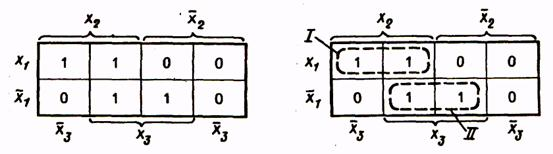 x₂ x̄₂
x₁ 1 1 0 0
x̄₁ 0 1 1 0
x̄₃ x₃ x̄₃
I x₂ x̄₂
x₁ 1 1 0 0
x̄₁ 0 1 1 0
x̄₃ x₃ II x̄₃